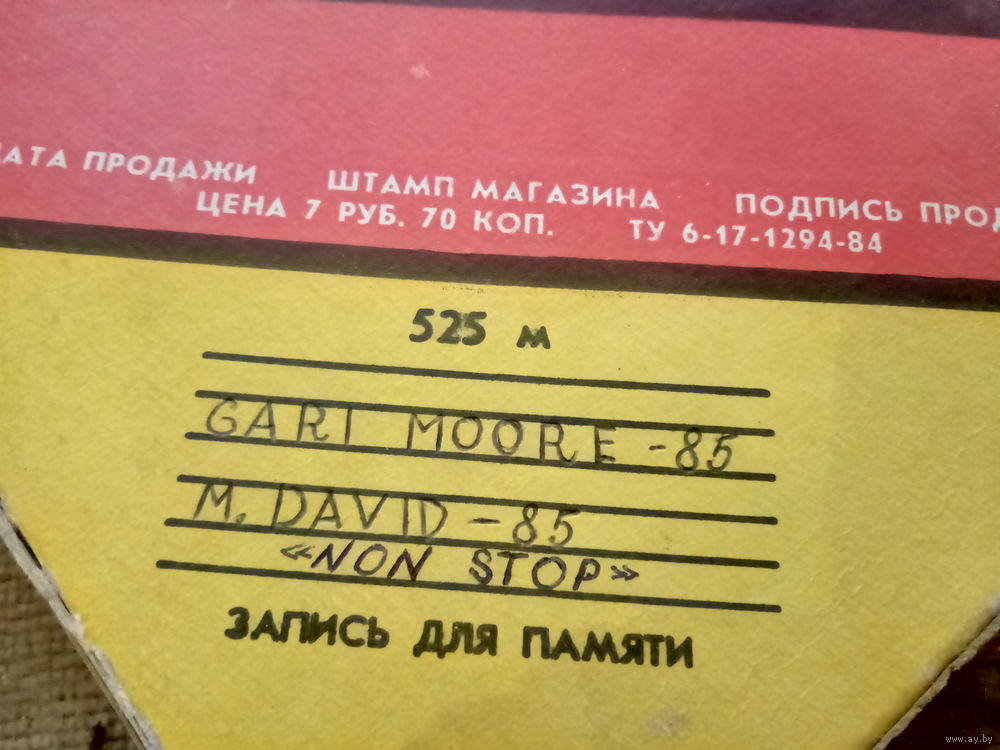 ДАТА ПРОДАЖИ ШТАМП МАГАЗИНА ПОДПИСЬ ПРОД
ЦЕНА 7 РУБ. 70 КОП. ТУ 6-17-1294-84
525 м
GARI MOORE -85
M. DAVID -85
«NON STOP»
ЗАПИСЬ ДЛЯ ПАМЯТИ
www.ay.by